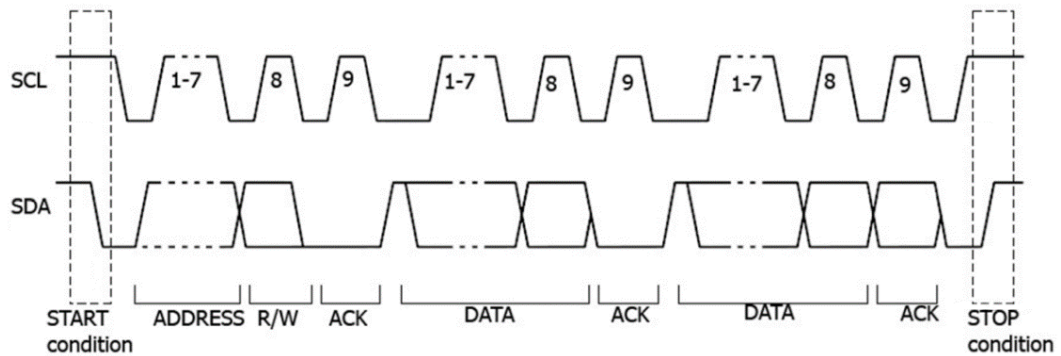 SCL
1-7
8
9
1-7
8
9
1-7
8
9
SDA
START
condition
ADDRESS
R/W
ACK
DATA
ACK
DATA
ACK
STOP
condition